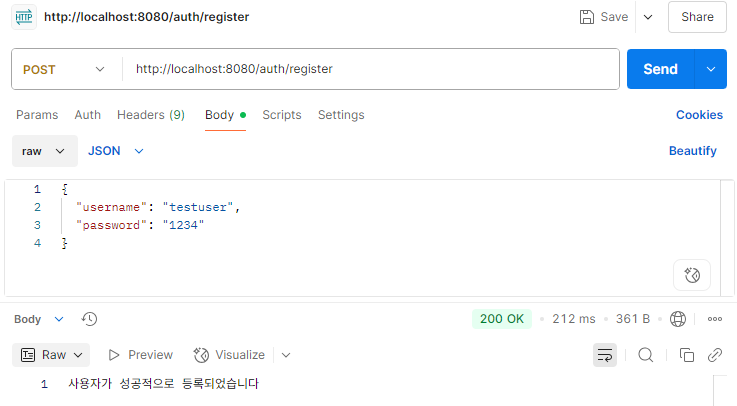 HTTP http://localhost:8080/auth/register Save Share
POST http://localhost:8080/auth/register Send
Params Auth Headers (9) Body Scripts Settings Cookies
raw JSON Beautify
1 {
2 "username": "testuser",
3 "password": "1234"
4 }
Body 200 OK 212 ms 361 B
Raw Preview Visualize
1 사용자가 성공적으로 등록되었습니다